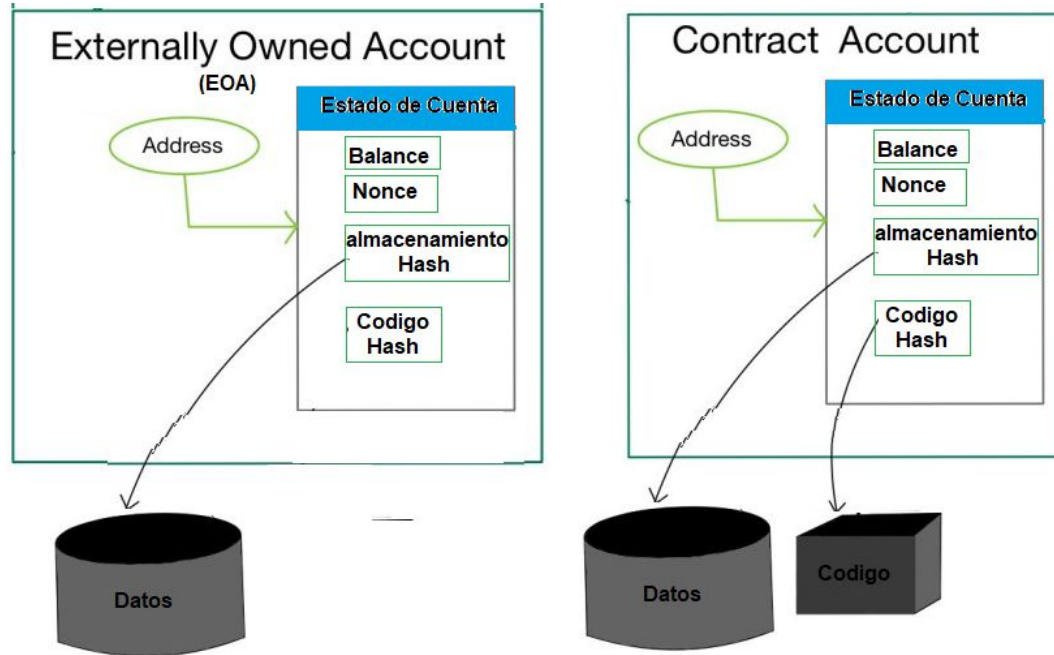 Externally Owned Account
(EOA)
Estado de Cuenta
Address
Balance
Nonce
almacenamiento
Hash
Codigo
Hash
Datos
Contract Account
Estado de Cuenta
Address
Balance
Nonce
almacenamiento
Hash
Codigo
Hash
Datos
Codigo